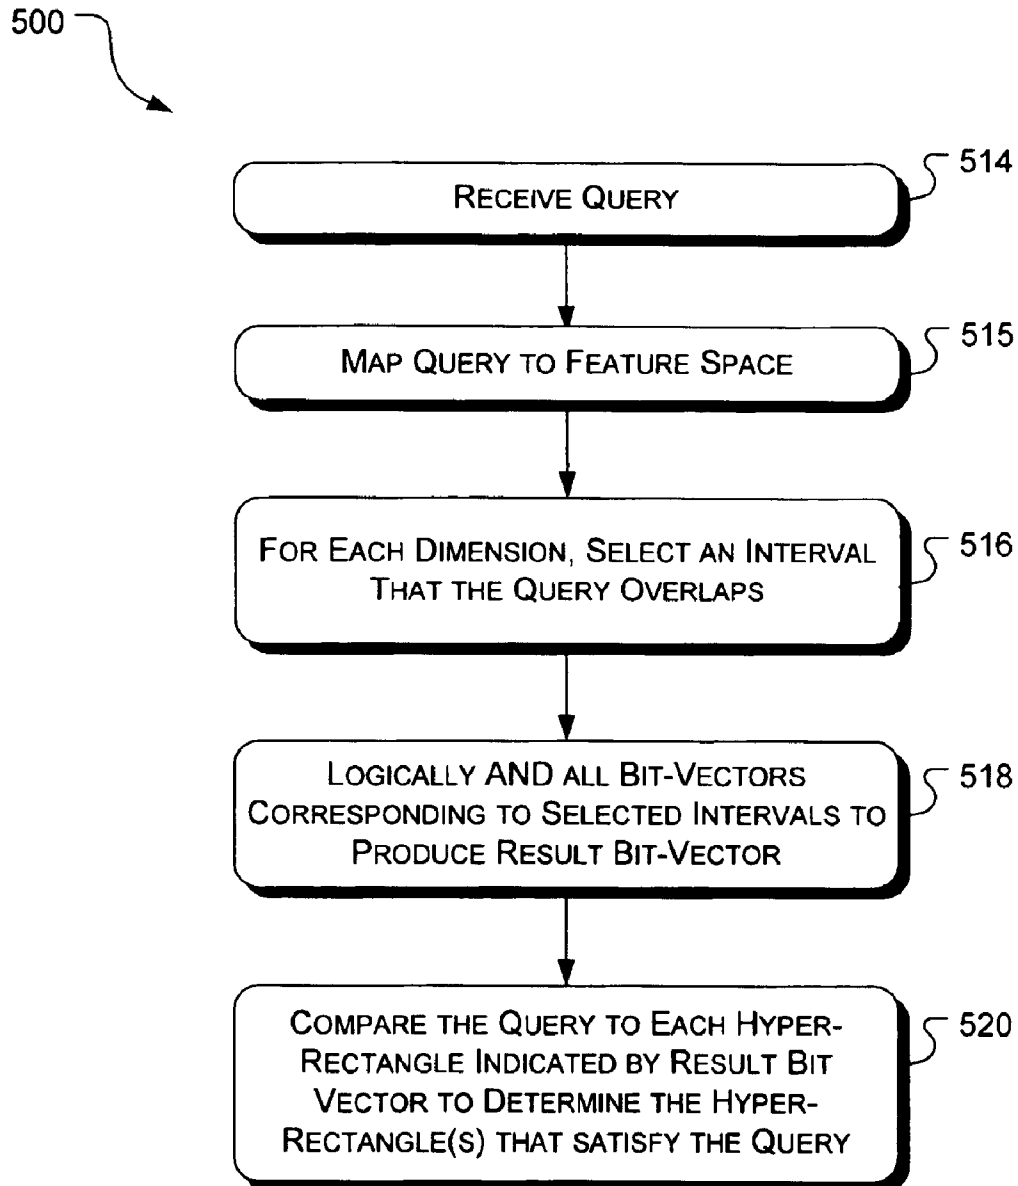 500
514
RECEIVE QUERY
515
MAP QUERY TO FEATURE SPACE
516
FOR EACH DIMENSION, SELECT AN INTERVAL
THAT THE QUERY OVERLAPS
518
LOGICALLY AND ALL BIT-VECTORS
CORRESPONDING TO SELECTED INTERVALS TO
PRODUCE RESULT BIT-VECTOR
520
COMPARE THE QUERY TO EACH HYPER-
RECTANGLE INDICATED BY RESULT BIT
VECTOR TO DETERMINE THE HYPER-
RECTANGLE(S) THAT SATISFY THE QUERY